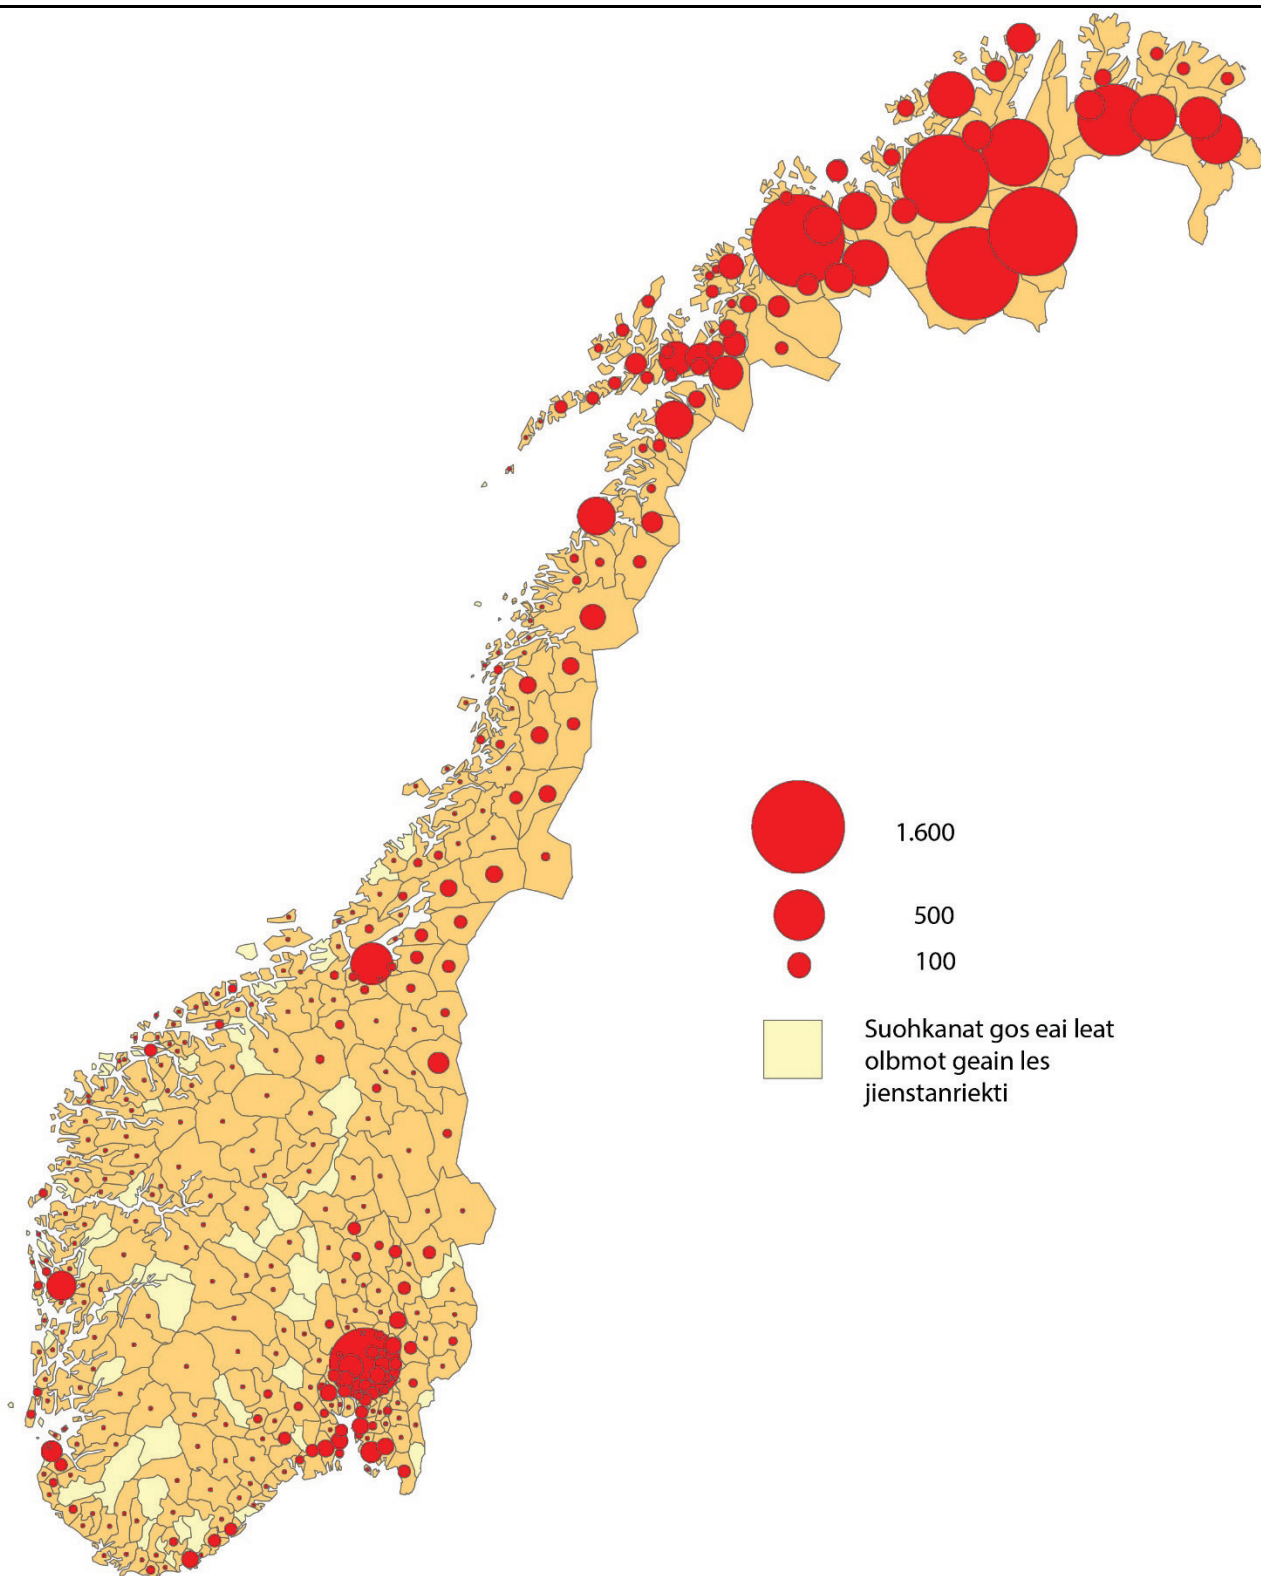 1.600
500
100
Suohkanat gos eai leat
olbmot geain les
jienstanriekti